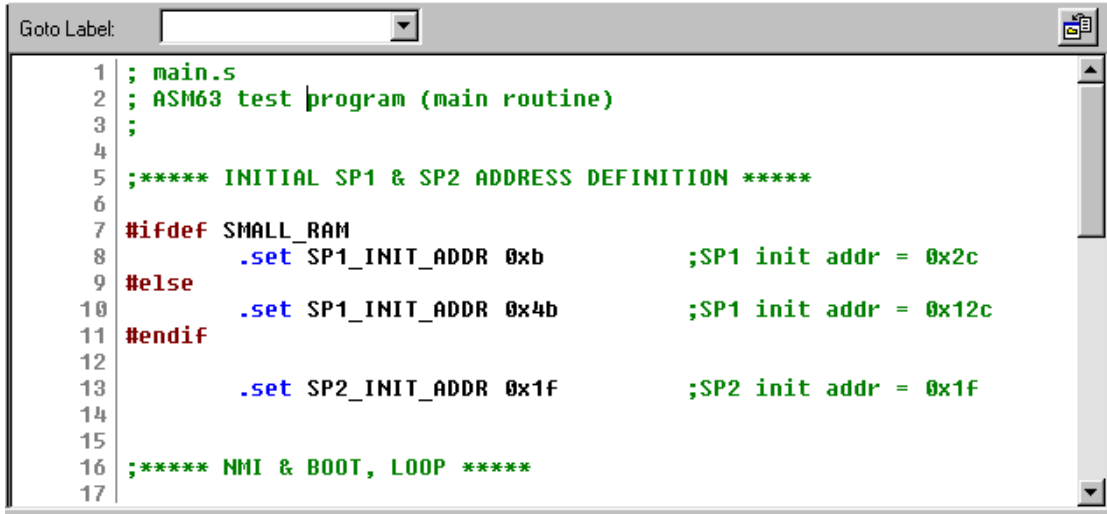 Goto Label:
1 ; main.s
2 ; ASM63 test program (main routine)
3 ;
4
5 ;***** INITIAL SP1 & SP2 ADDRESS DEFINITION *****
6
7 #ifdef SMALL_RAM
8 .set SP1_INIT_ADDR 0xb ;SP1 init addr = 0x2c
9 #else
10 .set SP1_INIT_ADDR 0x4b ;SP1 init addr = 0x12c
11 #endif
12
13 .set SP2_INIT_ADDR 0x1f ;SP2 init addr = 0x1f
14
15
16 ;***** NMI & BOOT, LOOP *****
17